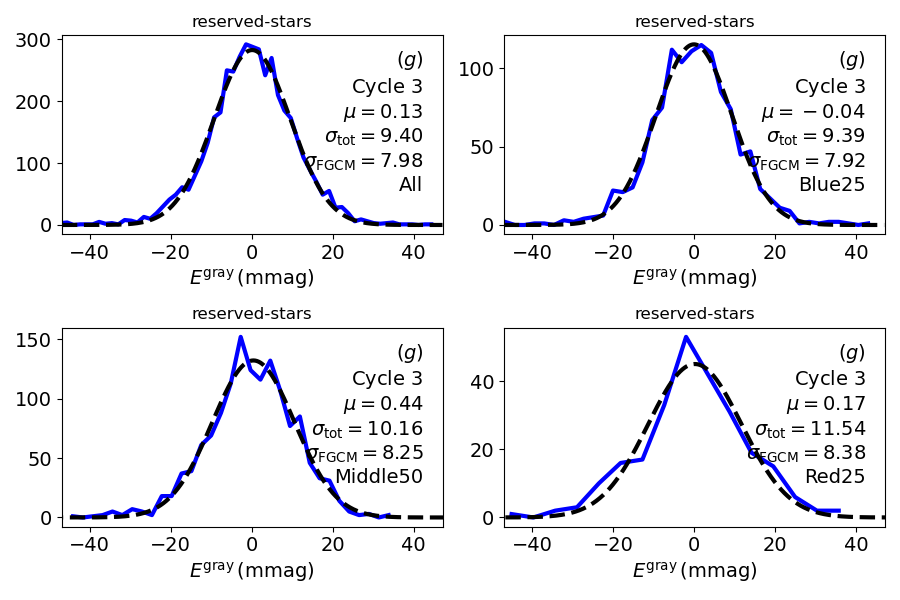 reserved-stars
300
200
100
0
−40 −20 0 20 40
E^gray (mmag)
(g)
Cycle 3
μ = 0.13
σ_tot = 9.40
σ_FGCM = 7.98
All
reserved-stars
100
50
0
−40 −20 0 20 40
E^gray (mmag)
(g)
Cycle 3
μ = −0.04
σ_tot = 9.39
σ_FGCM = 7.92
Blue25
reserved-stars
150
100
50
0
−40 −20 0 20 40
E^gray (mmag)
(g)
Cycle 3
μ = 0.44
σ_tot = 10.16
σ_FGCM = 8.25
Middle50
reserved-stars
40
20
0
−40 −20 0 20 40
E^gray (mmag)
(g)
Cycle 3
μ = 0.17
σ_tot = 11.54
σ_FGCM = 8.38
Red25